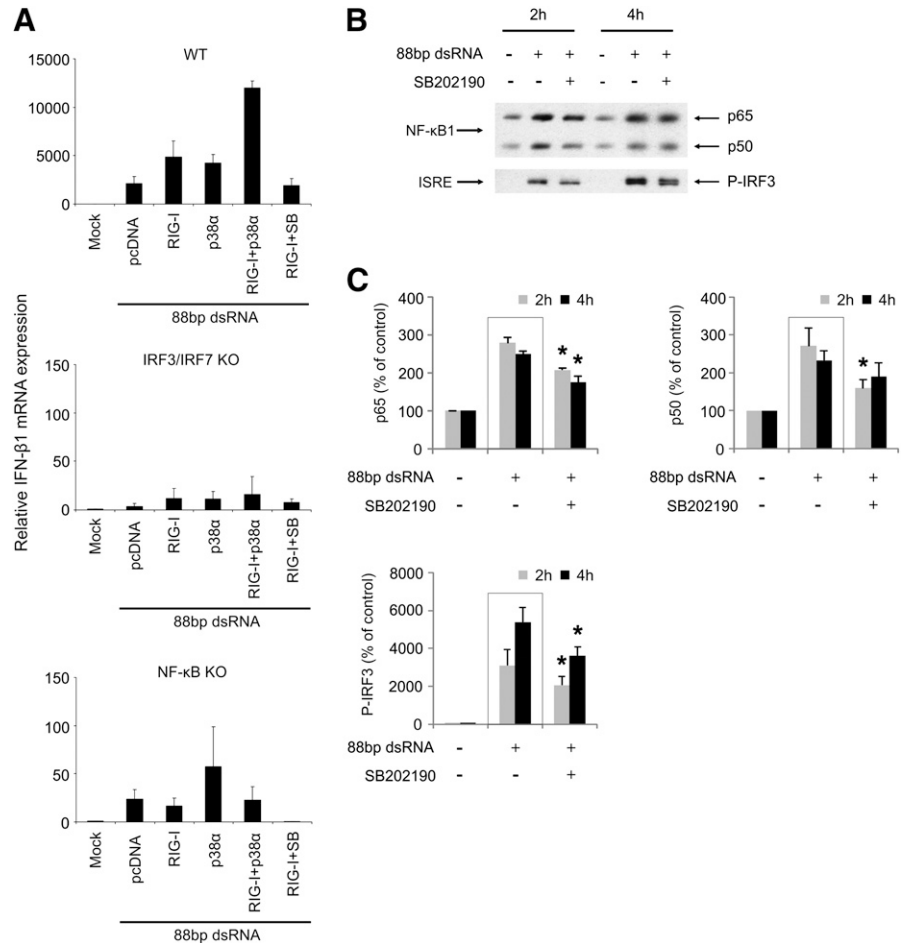 A
Relative IFN-β1 mRNA expression
WT
15000
10000
5000
0
Mock
pcDNA
RIG-I
p38α
RIG-I+p38α
RIG-I+SB
88bp dsRNA
IRF3/IRF7 KO
150
100
50
0
Mock
pcDNA
RIG-I
p38α
RIG-I+p38α
RIG-I+SB
88bp dsRNA
NF-κB KO
150
100
50
0
Mock
pcDNA
RIG-I
p38α
RIG-I+p38α
RIG-I+SB
88bp dsRNA
B
2h 4h
88bp dsRNA - + + - + +
SB202190 - - + - - +
NF-κB1 p65
p50
ISRE P-IRF3
C
2h 4h
p65 (% of control)
400
300
200
100
0
* *
88bp dsRNA - + +
SB202190 - - +
2h 4h
p50 (% of control)
400
300
200
100
0
*
88bp dsRNA - + +
SB202190 - - +
2h 4h
P-IRF3 (% of control)
8000
6000
4000
2000
0
* *
88bp dsRNA - + +
SB202190 - - +